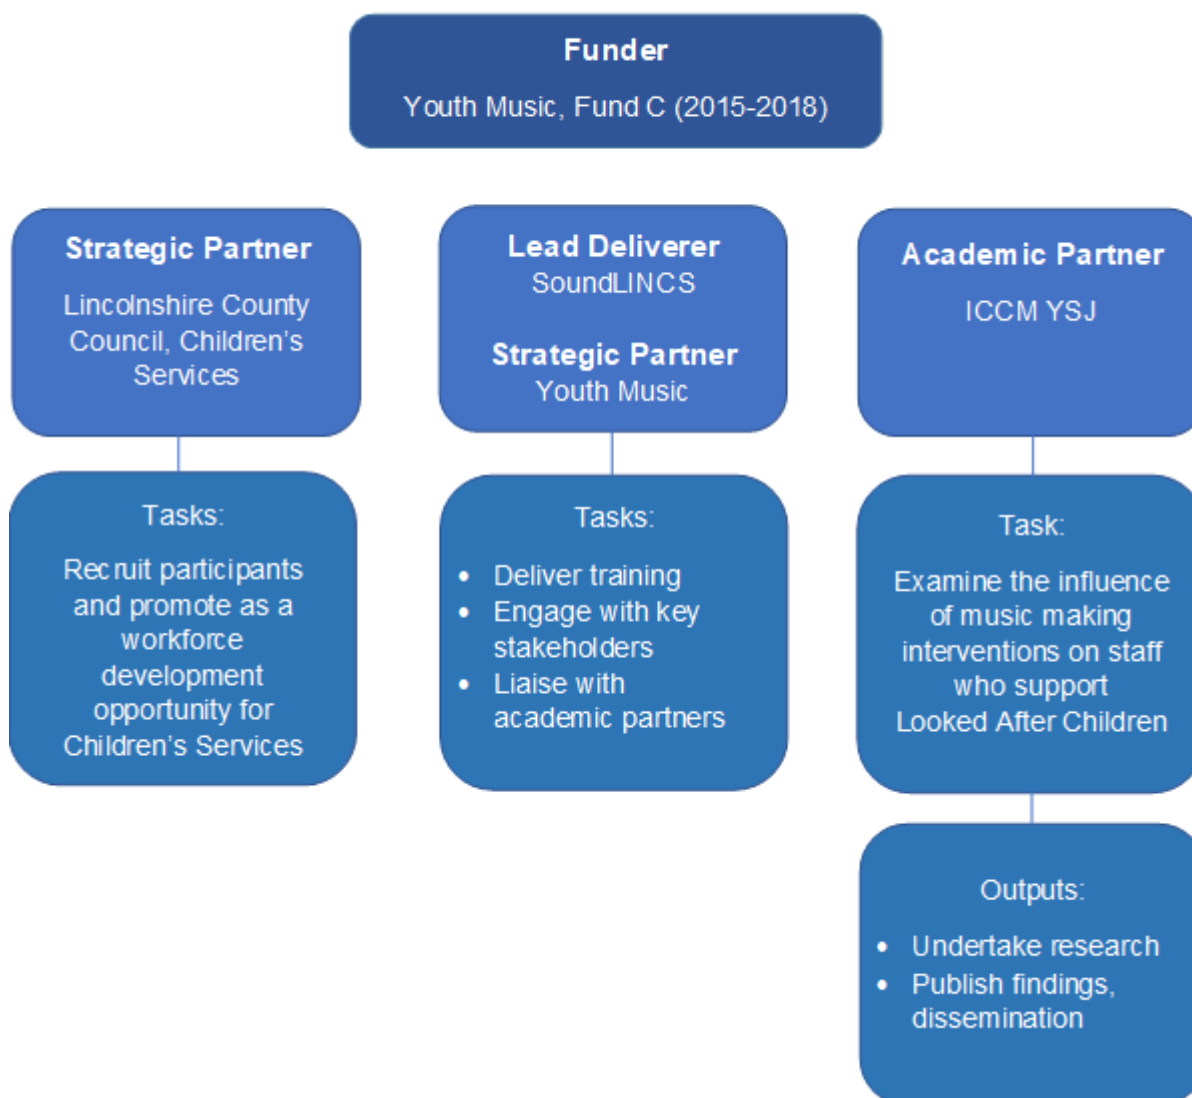 Funder
Youth Music, Fund C (2015-2018)
Strategic Partner
Lincolnshire County
Council, Children’s
Services
Lead Deliverer
SoundLINCS
Strategic Partner
Youth Music
Academic Partner
ICCM YSJ
Tasks:
Recruit participants
and promote as a
workforce
development
opportunity for
Children’s Services
Tasks:
• Deliver training
• Engage with key
stakeholders
• Liaise with
academic partners
Task:
Examine the influence
of music making
interventions on staff
who support
Looked After Children
Outputs:
• Undertake research
• Publish findings,
dissemination